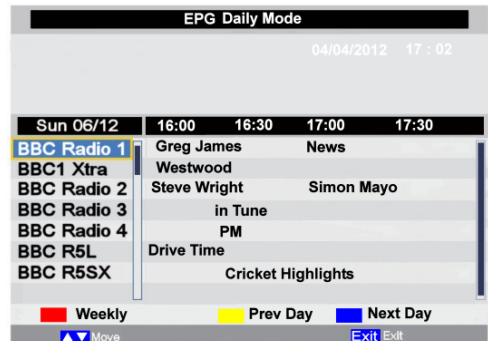 EPG Daily Mode
04/04/2012 17 : 02
Sun 06/12 16:00 16:30 17:00 17:30
BBC Radio 1 Greg James News
BBC1 Xtra Westwood
BBC Radio 2 Steve Wright Simon Mayo
BBC Radio 3 in Tune
BBC Radio 4 PM
BBC R5L Drive Time
BBC R5SX Cricket Highlights
Weekly Prev Day Next Day
Move Exit Exit